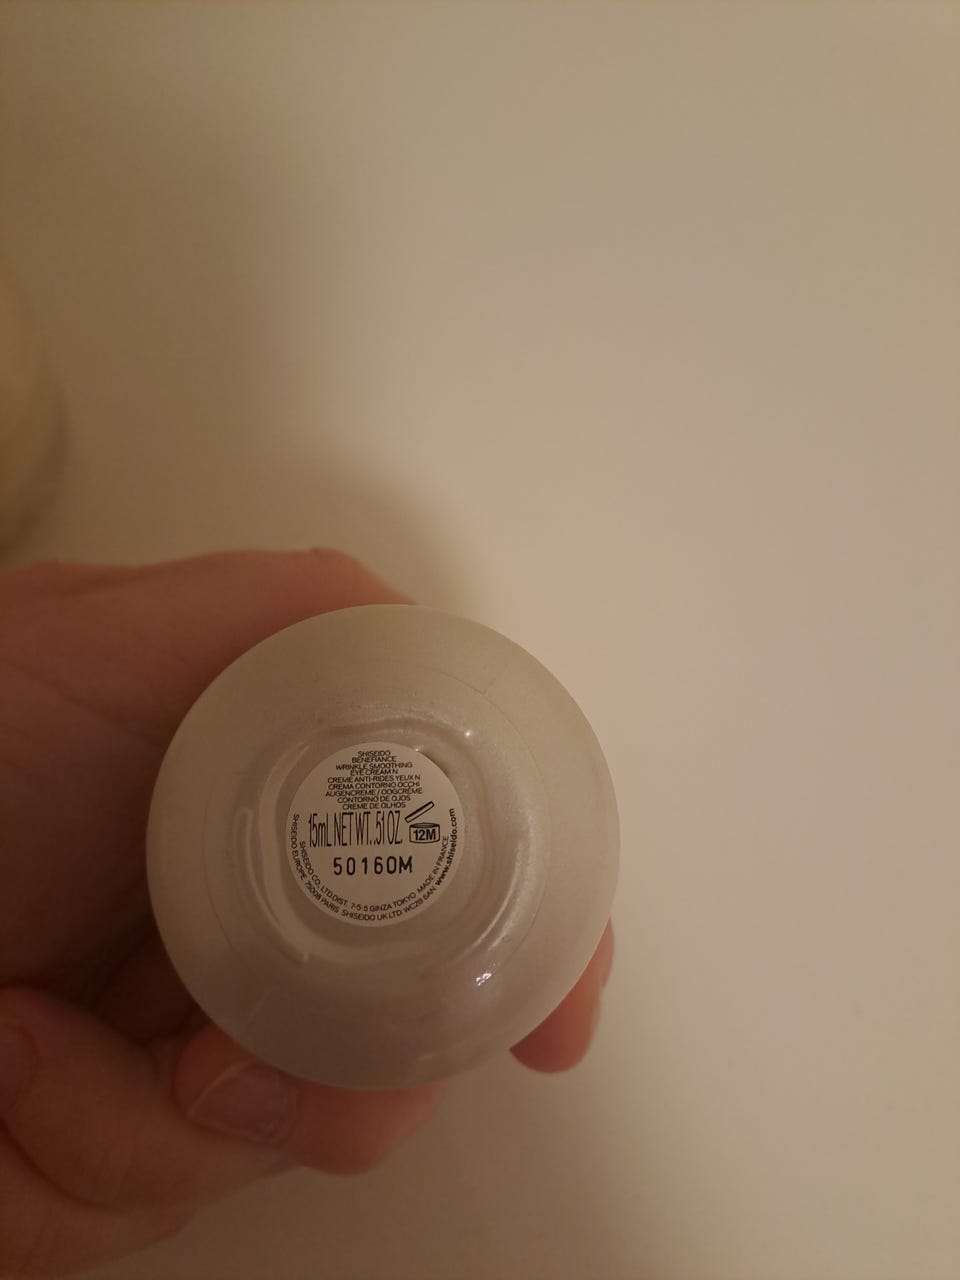 SHISEIDO
BENEFIANCE
WRINKLE SMOOTHING
EYE CREAM N
CREME ANTI-RIDES YEUX N
CREMA CONTORNO OCCHI
AUGENCREME / OOGCRÈME
CONTORNO DE OJOS
CREME DE OLHOS
15mL NET WT. .51 OZ.
12M
50160M
SHISEIDO CO., LTD. DIST. 7-5-5 GINZA TOKYO MADE IN FRANCE
SHISEIDO EUROPE 75008 PARIS SHISEIDO UK LTD. WC2B 6AN www.shiseido.com